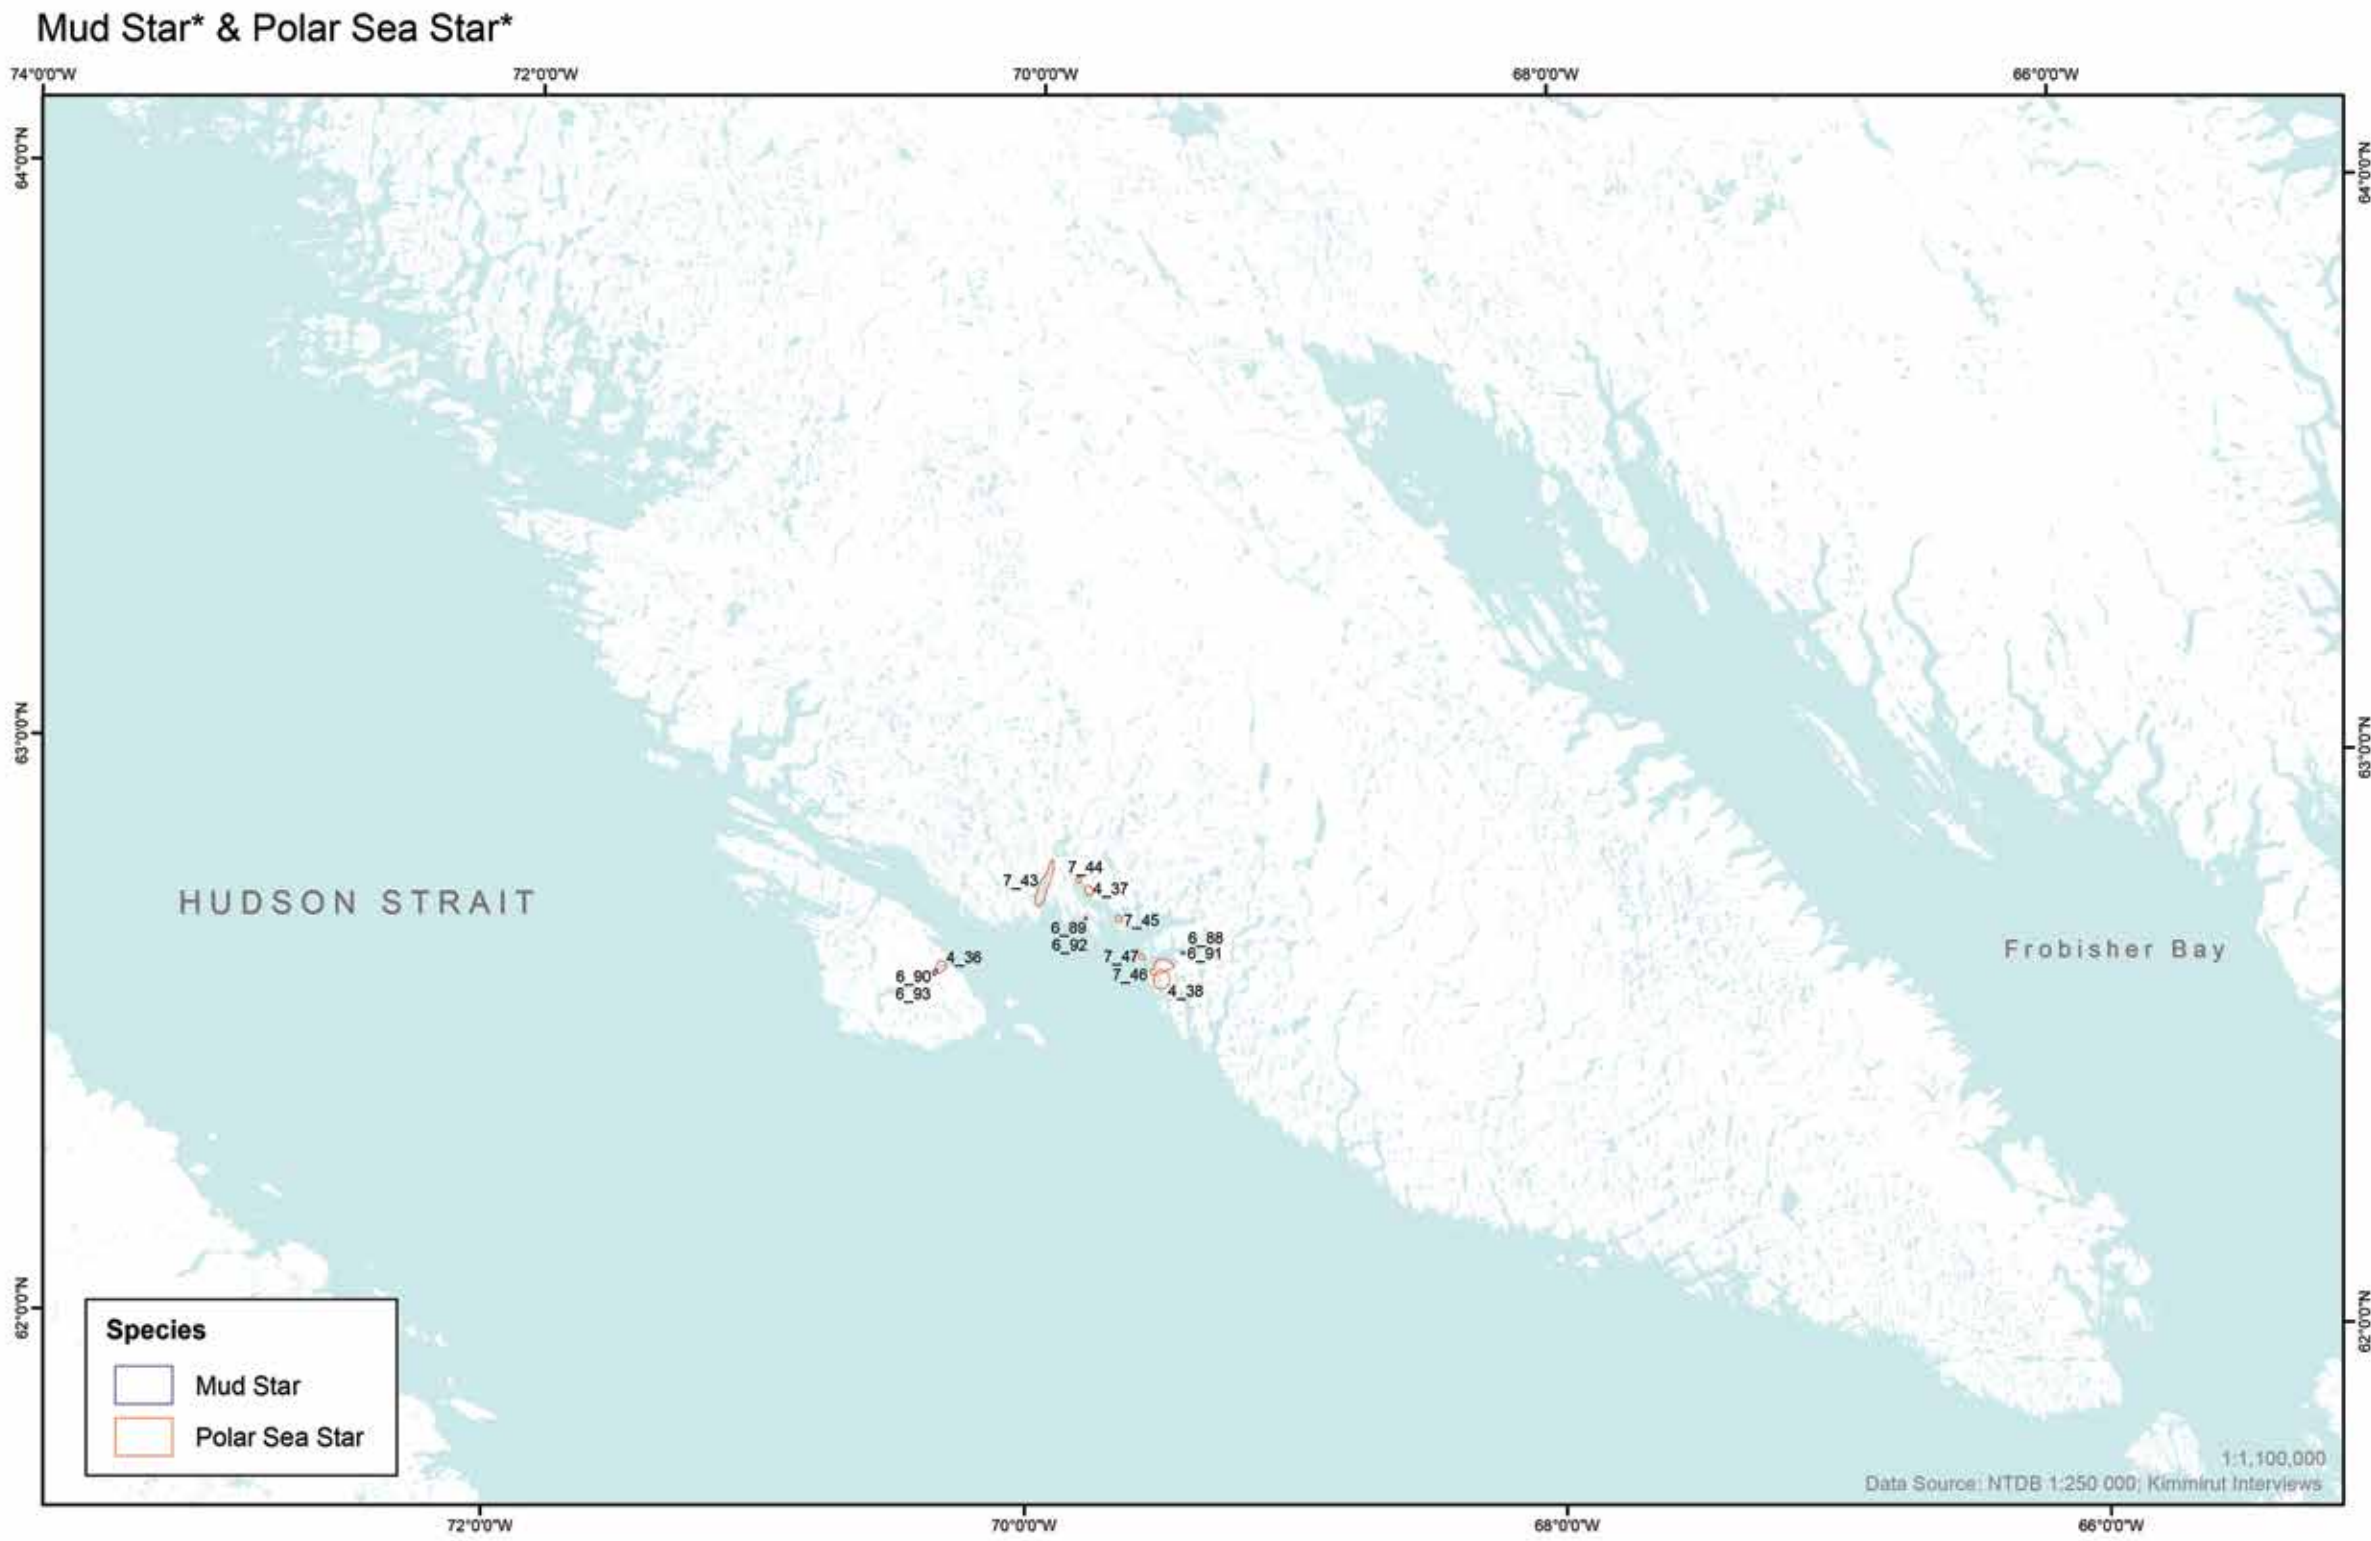 Mud Star* & Polar Sea Star*
74°0'0"W
72°0'0"W
70°0'0"W
68°0'0"W
66°0'0"W
64°0'0"N
64°0'0"N
63°0'0"N
63°0'0"N
7_44
7_43
4_37
7_45
6_89
6_92
6_88
6_91
7_47
7_46
4_38
4_36
6_90
6_93
HUDSON STRAIT
Frobisher Bay
62°0'0"N
62°0'0"N
Species
Mud Star
Polar Sea Star
1:1,100,000
Data Source: NTDB 1:250 000; Kimmirut Interviews
72°0'0"W
70°0'0"W
68°0'0"W
66°0'0"W